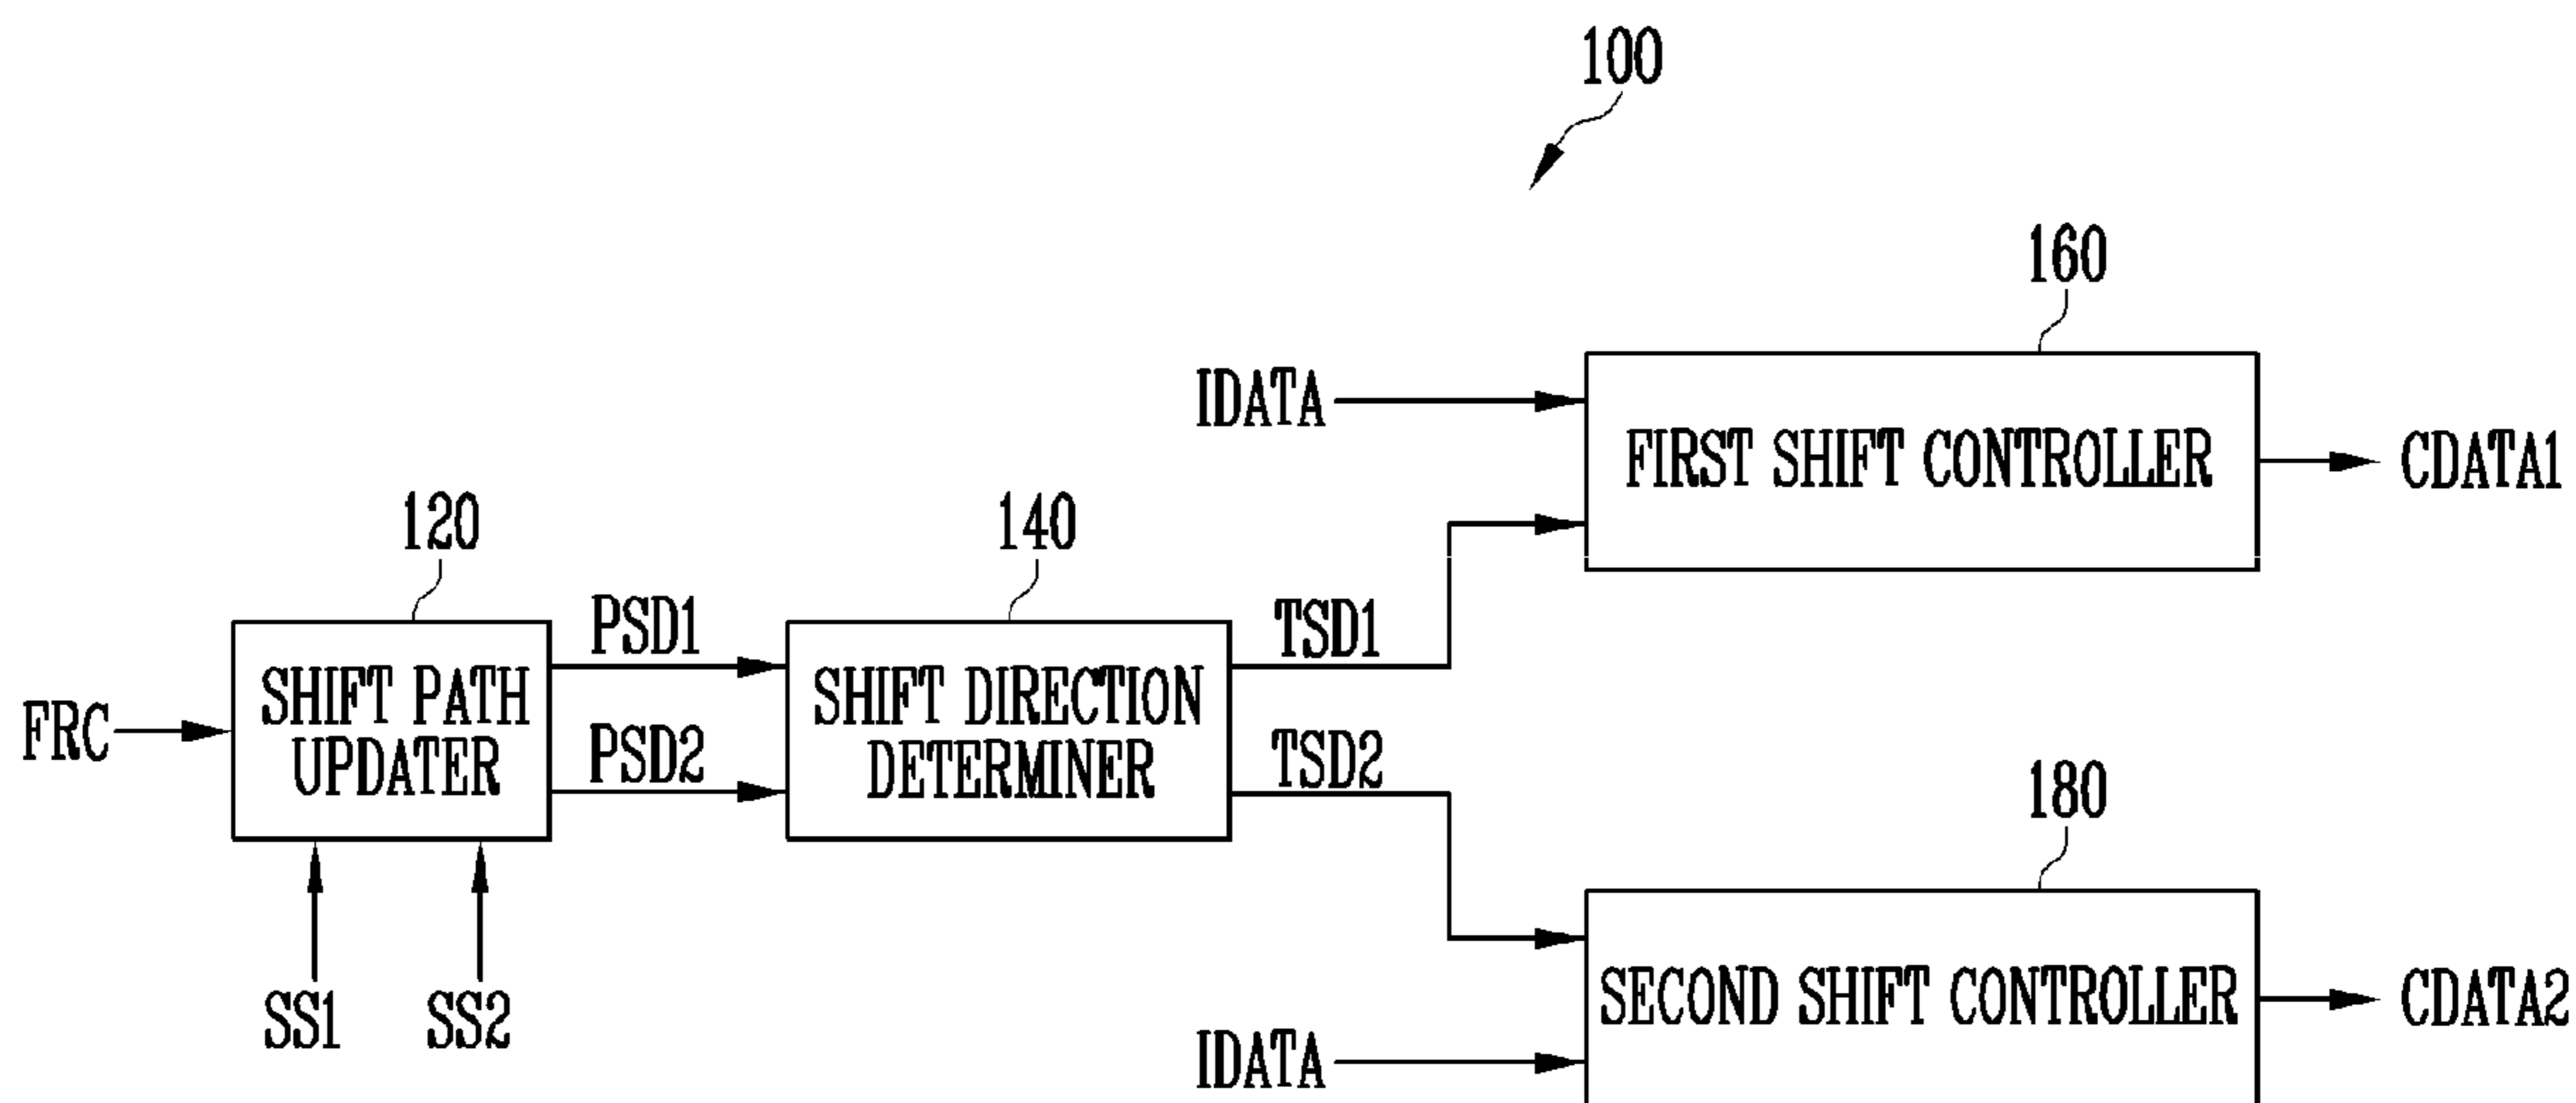 100
160
IDATA
FIRST SHIFT CONTROLLER
CDATA1
120
140
PSD1
TSD1
FRC
SHIFT PATH
UPDATER
SHIFT DIRECTION
DETERMINER
PSD2
TSD2
180
SS1
SS2
SECOND SHIFT CONTROLLER
CDATA2
IDATA